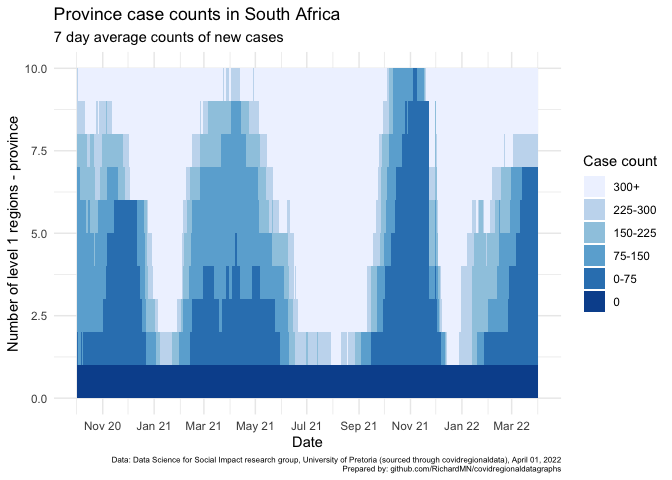 Province case counts in South Africa
7 day average counts of new cases
10.0
7.5
5.0
2.5
0.0
Number of level 1 regions - province
Nov 20 Jan 21 Mar 21 May 21 Jul 21 Sep 21 Nov 21 Jan 22 Mar 22
Date
Case count
300+
225-300
150-225
75-150
0-75
0
Data: Data Science for Social Impact research group, University of Pretoria (sourced through covidregionaldata), April 01, 2022
Prepared by: github.com/RichardMN/covidregionaldatagraphs